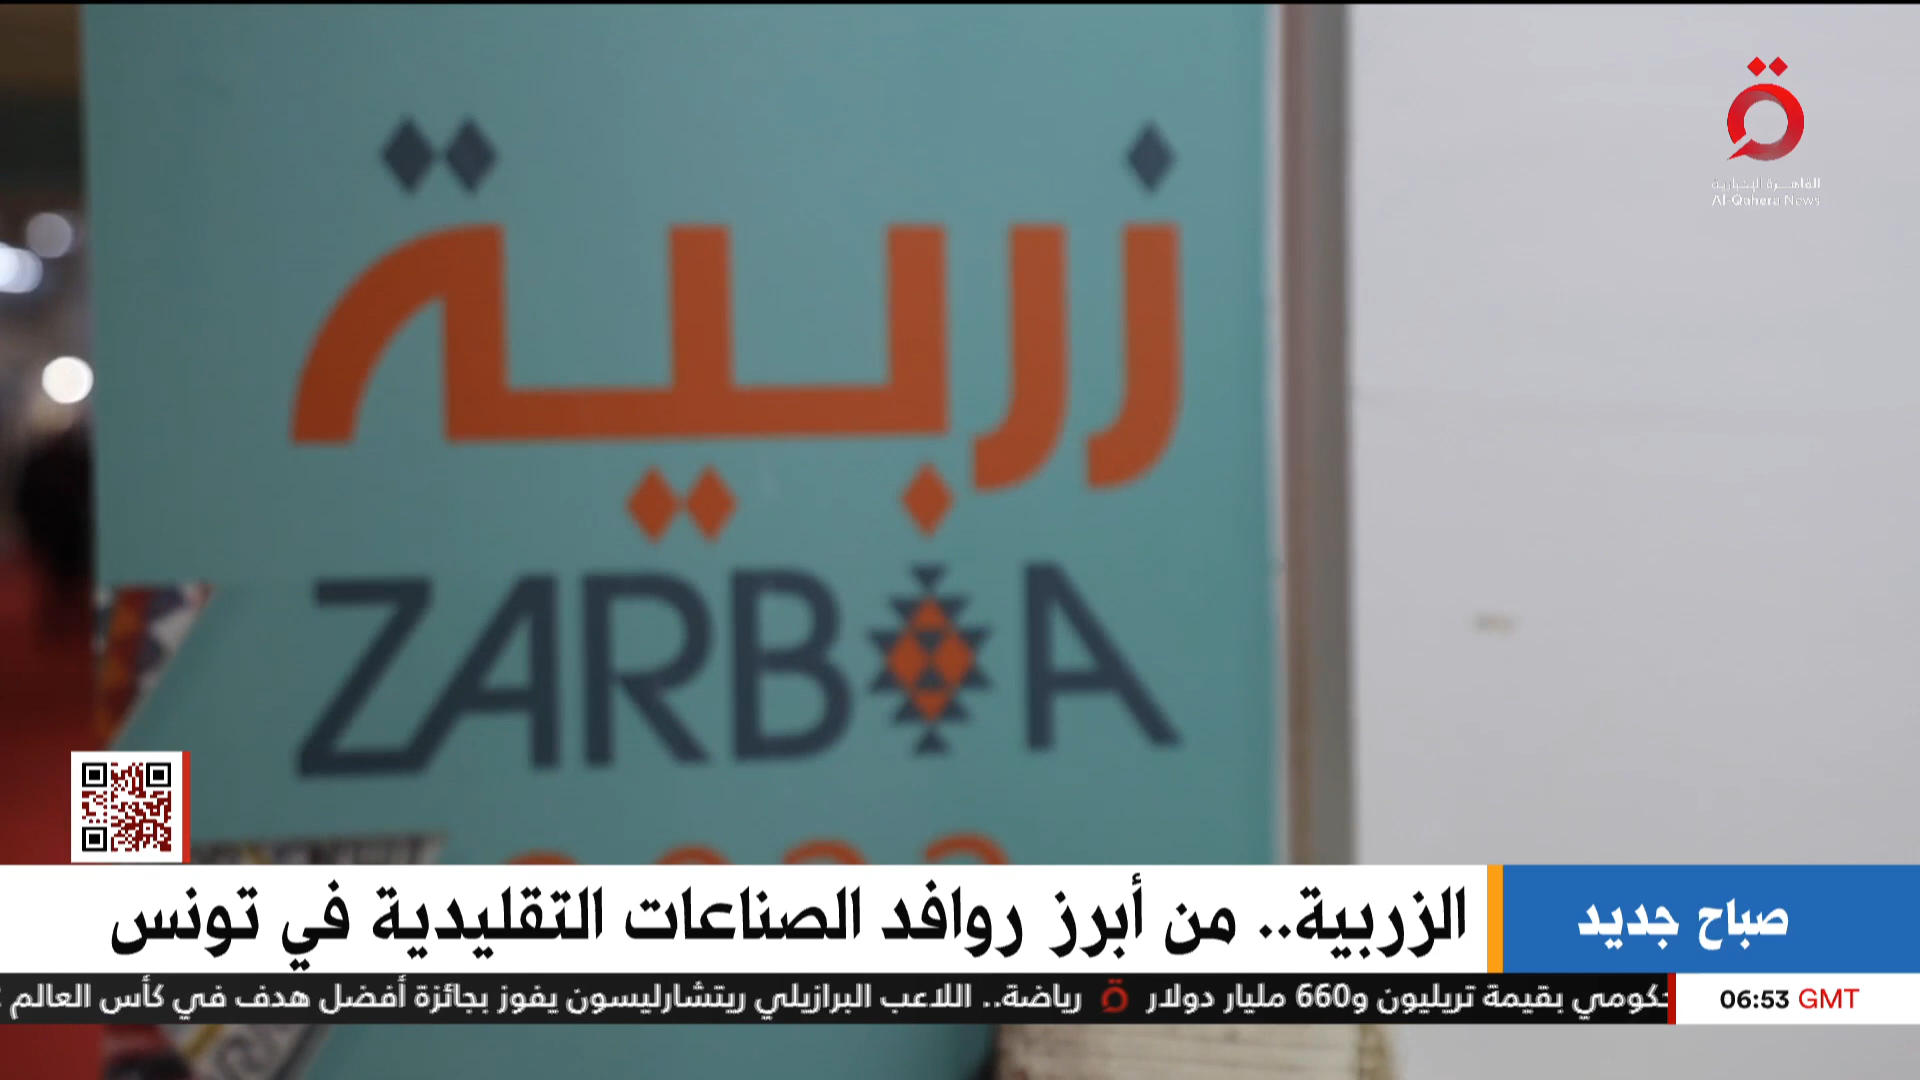 القاهرة الإخبارية
Al-Qahera News
زربية
ZARBIA
صباح جديد
الزربية.. من أبرز روافد الصناعات التقليدية في تونس
06:53 GMT
حكومي بقيمة تريليون و660 مليار دولار
رياضة.. اللاعب البرازيلي ريتشارليسون يفوز بجائزة أفضل هدف في كأس العالم